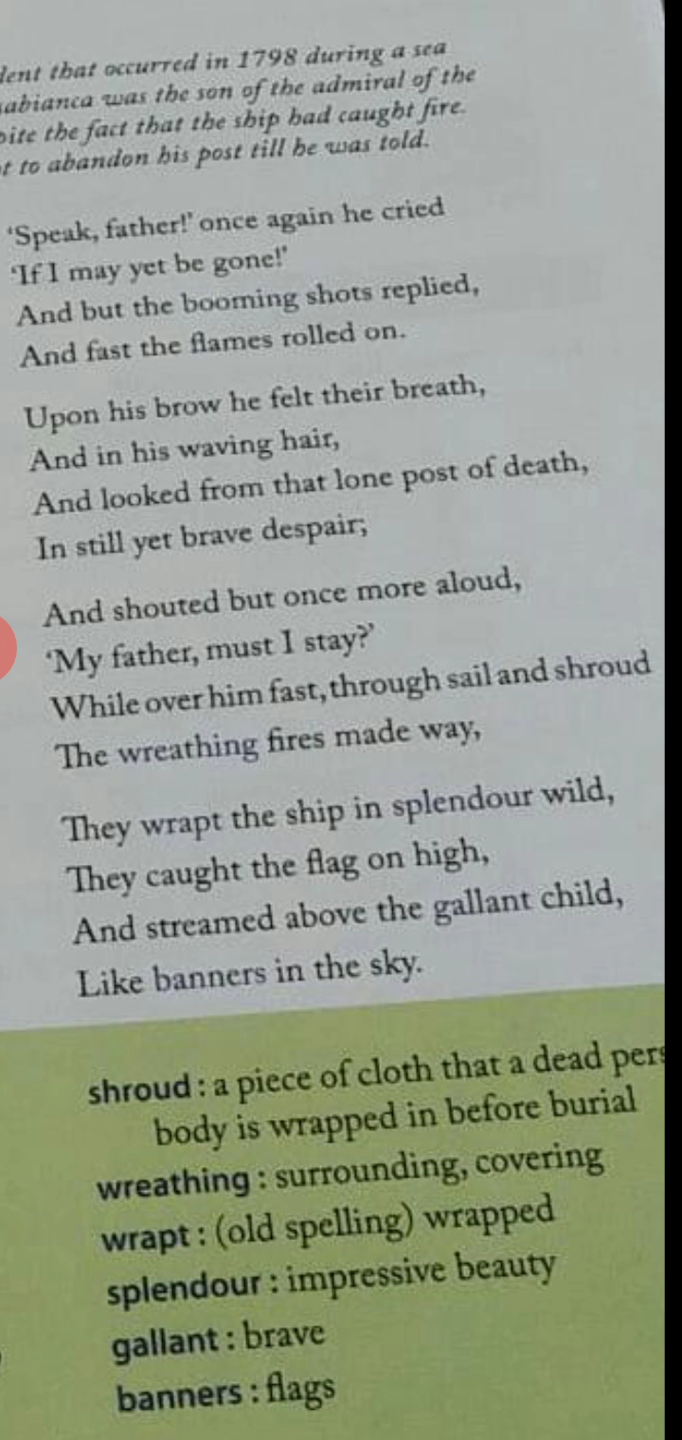 that occurred in 1798 during a sea
was the son of the admiral of the
the fact that the ship had caught fire.
to abandon his post till he was told.
‘Speak, father!’ once again he cried
‘If I may yet be gone!’
And but the booming shots replied,
And fast the flames rolled on.
Upon his brow he felt their breath,
And in his waving hair,
And looked from that lone post of death,
In still yet brave despair;
And shouted but once more aloud,
‘My father, must I stay?’
While over him fast, through sail and shroud
The wreathing fires made way,
They wrapt the ship in splendour wild,
They caught the flag on high,
And streamed above the gallant child,
Like banners in the sky.
shroud : a piece of cloth that a dead
body is wrapped in before burial
wreathing : surrounding, covering
wrapt : (old spelling) wrapped
splendour : impressive beauty
gallant : brave
banners : flags